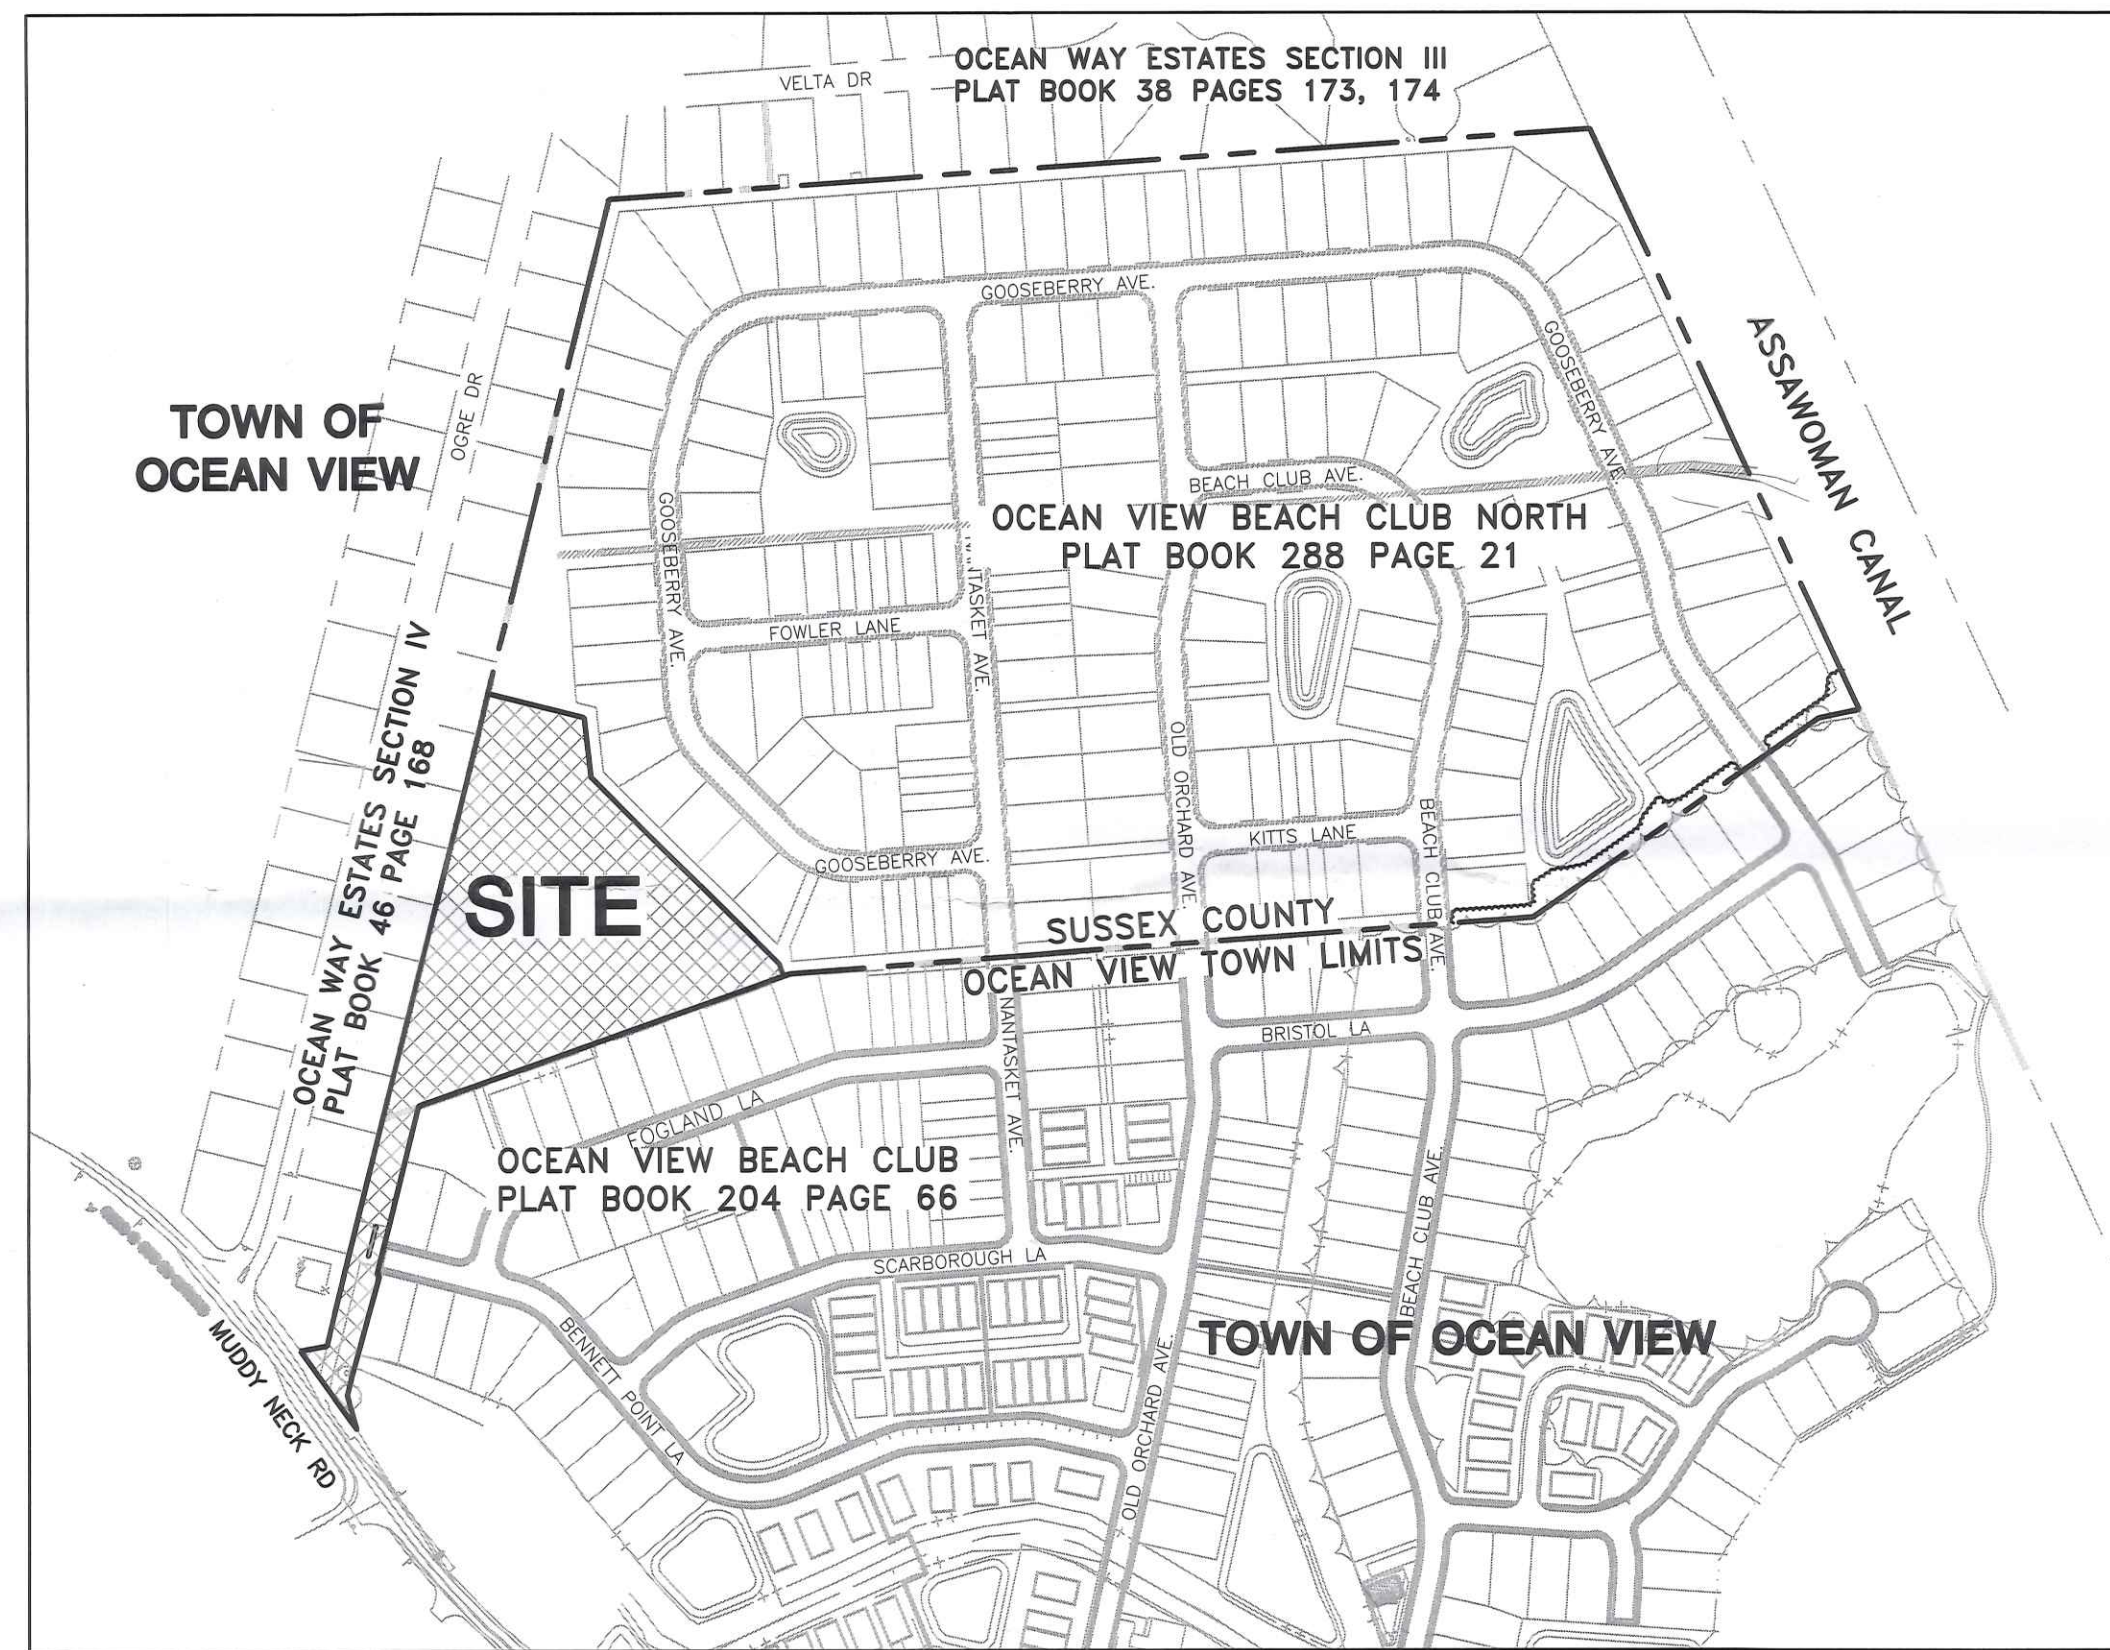 OCEAN WAY ESTATES SECTION III
PLAT BOOK 38 PAGES 173, 174
VELTA DR
GOOSEBERRY AVE.
GOOSEBERRY AVE.
ASSAWOMAN CANAL
OGRE DR
TOWN OF
OCEAN VIEW
BEACH CLUB AVE.
OCEAN VIEW BEACH CLUB NORTH
PLAT BOOK 288 PAGE 21
GOOSEBERRY AVE.
NANTASKET AVE.
FOWLER LANE
OCEAN WAY ESTATES SECTION IV
PLAT BOOK 46 PAGE 168
OLD ORCHARD AVE.
BEACH CLUB AVE.
KITTS LANE
GOOSEBERRY AVE.
SITE
SUSSEX COUNTY
OCEAN VIEW TOWN LIMITS
NANTASKET AVE.
BRISTOL LA
FOGLAND LA
OCEAN VIEW BEACH CLUB
PLAT BOOK 204 PAGE 66
BEACH CLUB AVE.
SCARBOROUGH LA
BENNETT POINT LA
OLD ORCHARD AVE.
TOWN OF OCEAN VIEW
MUDDY NECK RD